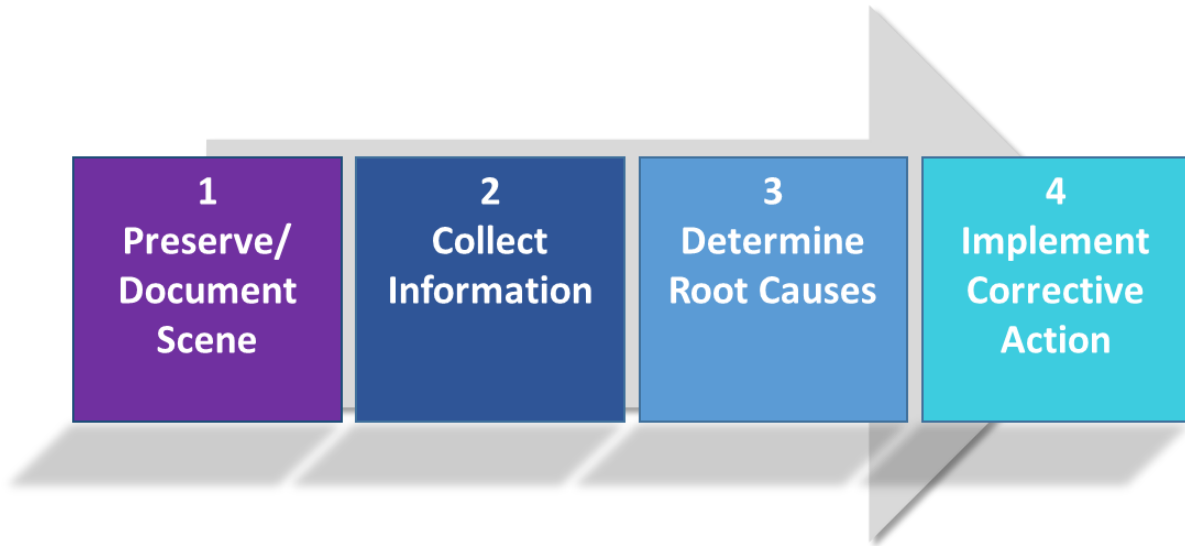 1
Preserve/
Document
Scene
2
Collect
Information
3
Determine
Root Causes
4
Implement
Corrective
Action